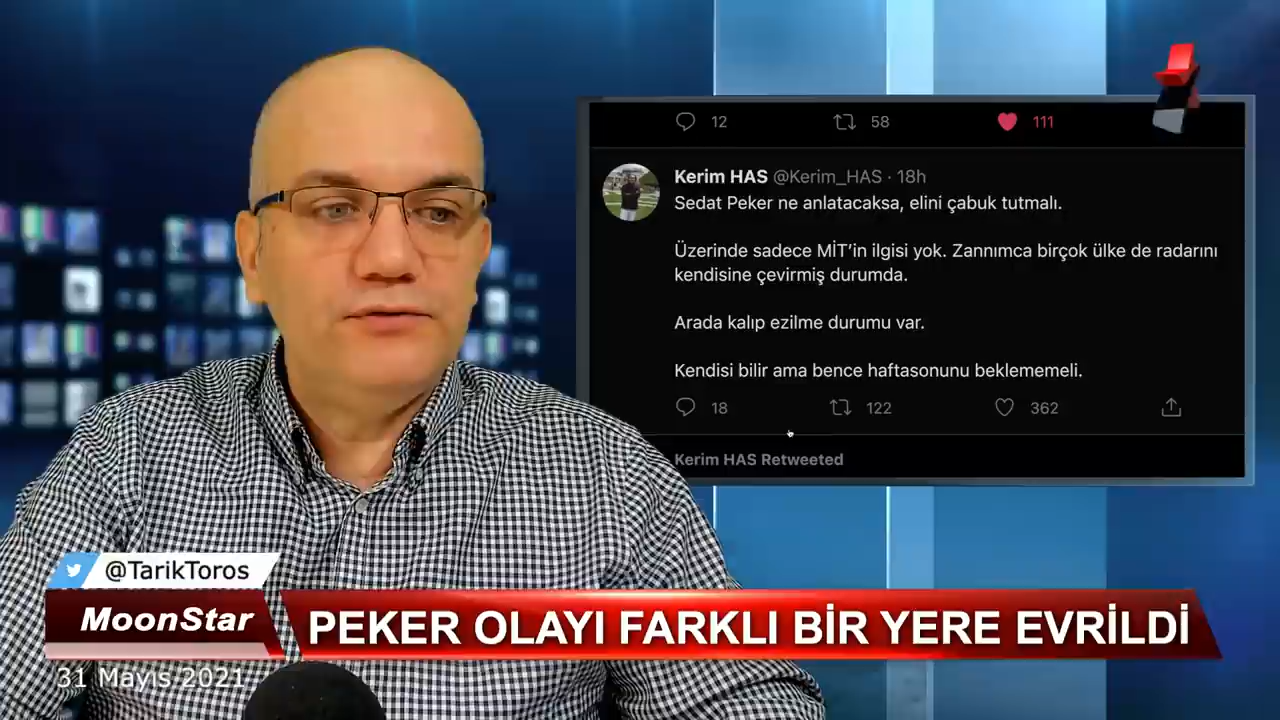 12 58 111
Kerim HAS @Kerim_HAS · 18h
Sedat Peker ne anlatacaksa, elini çabuk tutmalı.
Üzerinde sadece MİT'in ilgisi yok. Zannımca birçok ülke de radarını
kendisine çevirmiş durumda.
Arada kalıp ezilme durumu var.
Kendisi bilir ama bence haftasonunu beklememeli.
18 122 362
Kerim HAS Retweeted
@TarikToros
MoonStar
PEKER OLAYI FARKLI BİR YERE EVRİLDİ
31 Mayıs 2021